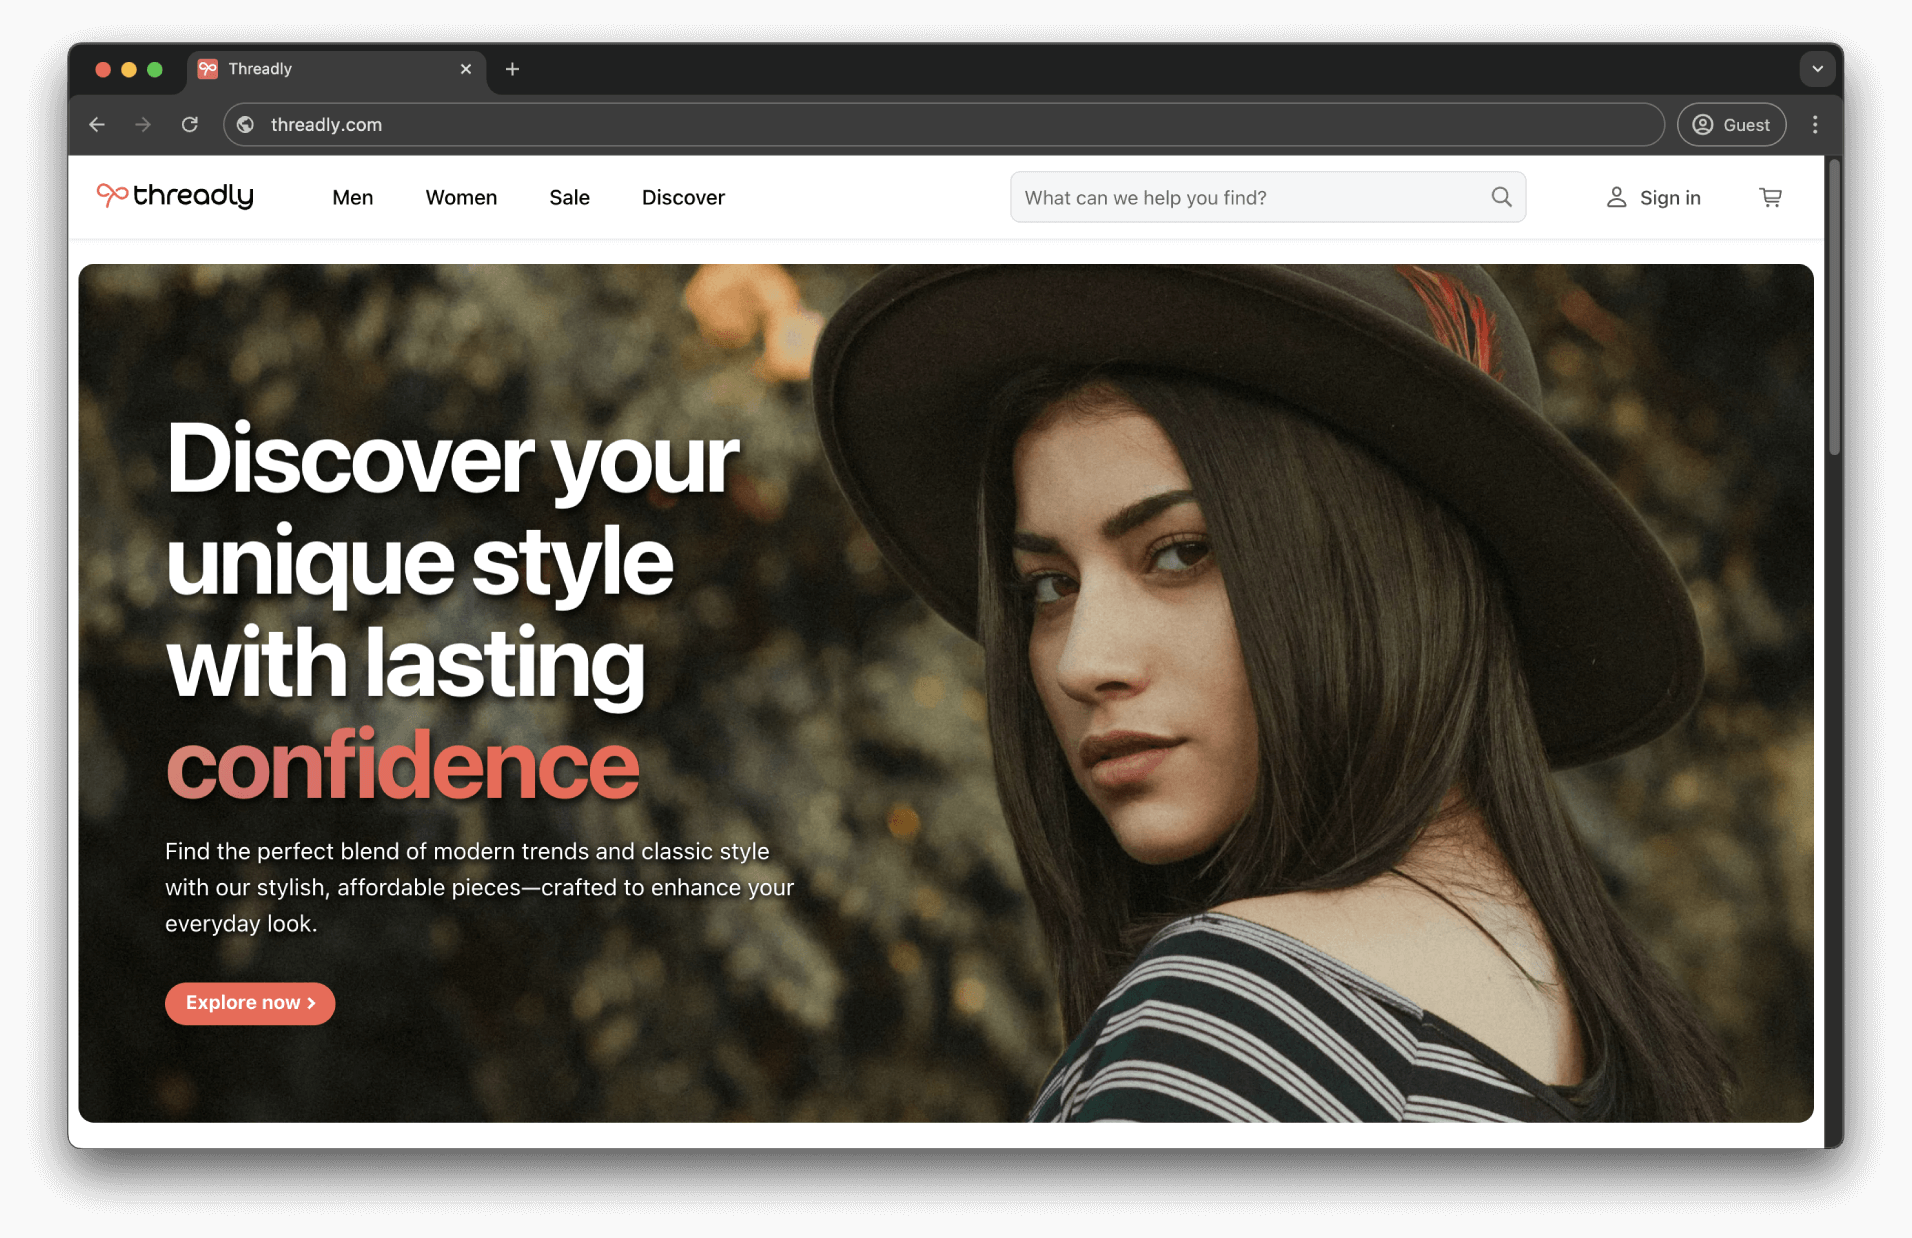 Threadly
threadly.com
Guest
threadly
Men
Women
Sale
Discover
What can we help you find?
Sign in
Discover your
unique style
with lasting
confidence
Find the perfect blend of modern trends and classic style
with our stylish, affordable pieces—crafted to enhance your
everyday look.
Explore now